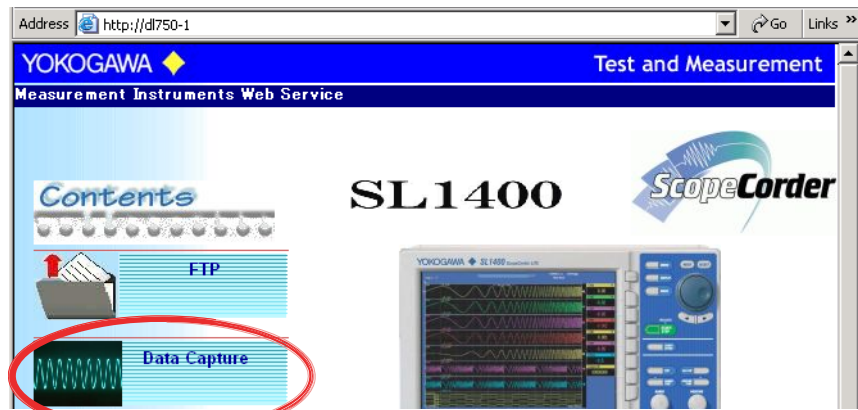 Address http://dl750-1 Go Links »
YOKOGAWA Test and Measurement
Measurement Instruments Web Service
Contents
SL1400
ScopeCorder
FTP
YOKOGAWA SL1400
Data Capture